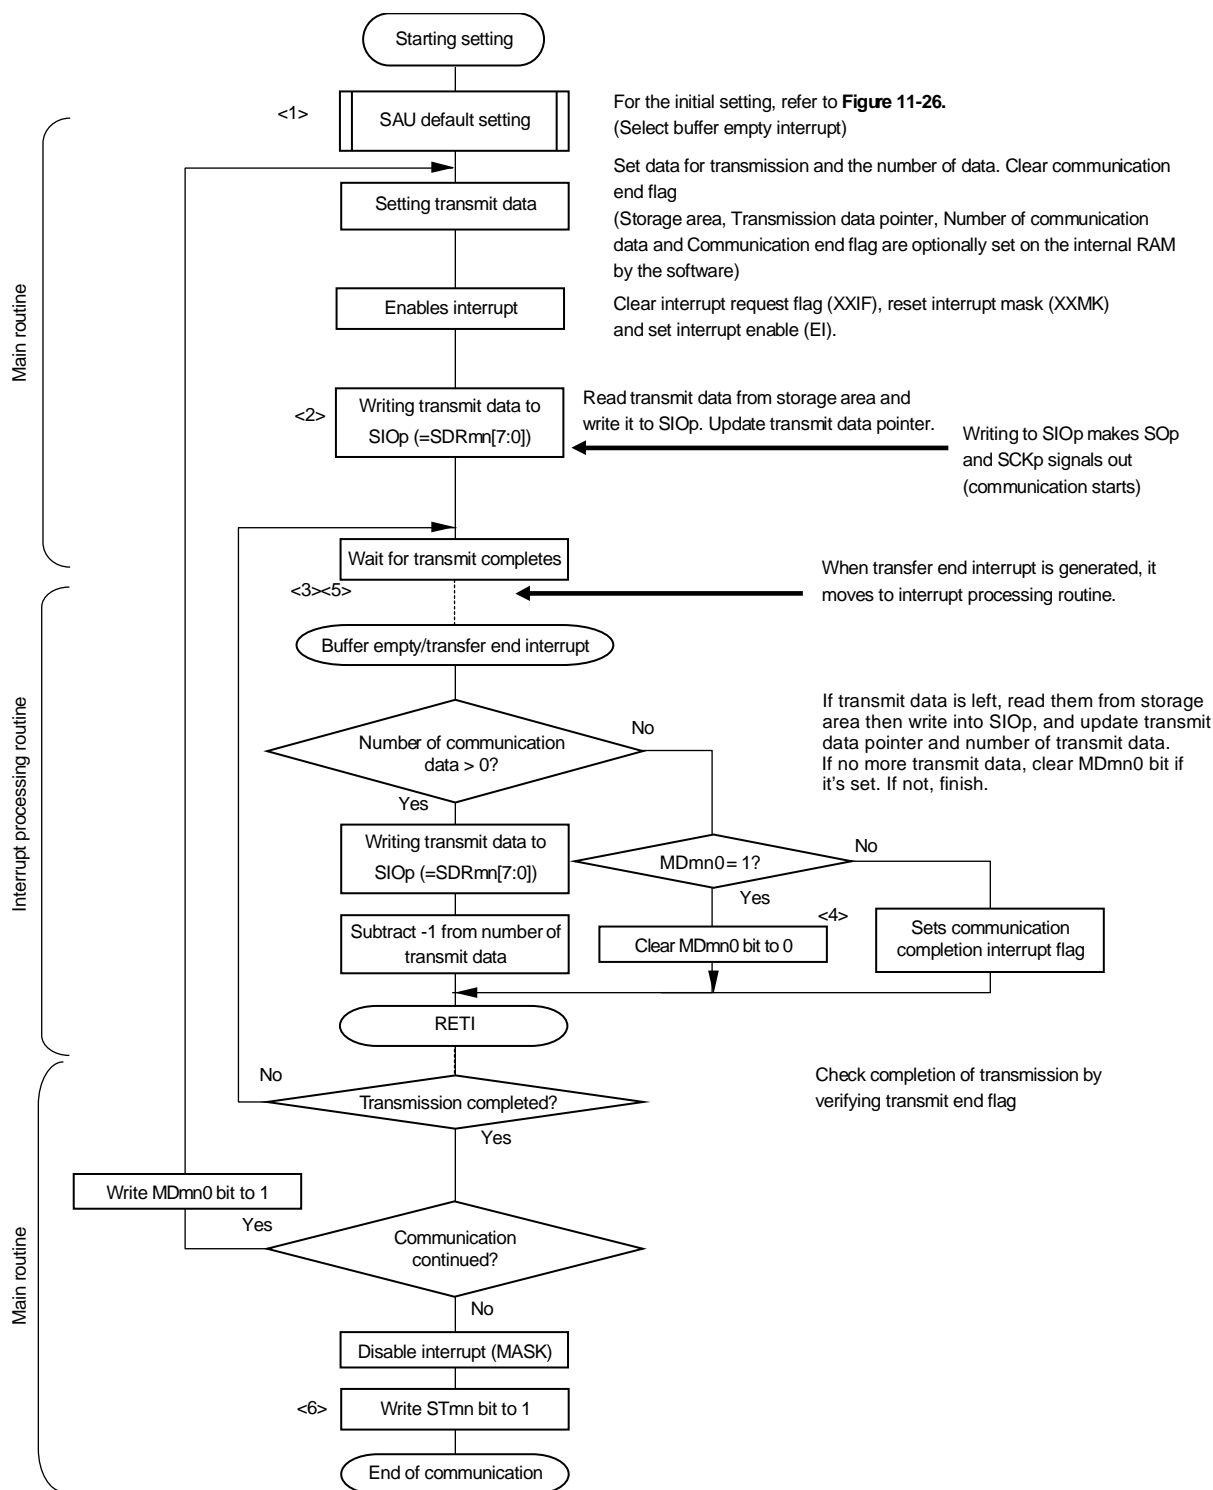 Starting setting
<1>
SAU default setting
For the initial setting, refer to Figure 11-26.
(Select buffer empty interrupt)
Setting transmit data
Set data for transmission and the number of data. Clear communication
end flag
(Storage area, Transmission data pointer, Number of communication
data and Communication end flag are optionally set on the internal RAM
by the software)
Enables interrupt
Clear interrupt request flag (XXIF), reset interrupt mask (XXMK)
and set interrupt enable (EI).
Main routine
<2>
Writing transmit data to
SIOp (=SDRmn[7:0])
Read transmit data from storage area and
write it to SIOp. Update transmit data pointer.
Writing to SIOp makes SOp
and SCKp signals out
(communication starts)
Wait for transmit completes
<3><5>
When transfer end interrupt is generated, it
moves to interrupt processing routine.
Buffer empty/transfer end interrupt
Interrupt processing routine
Number of communication
data > 0?
No
Yes
If transmit data is left, read them from storage
area then write into SIOp, and update transmit
data pointer and number of transmit data.
If no more transmit data, clear MDmn0 bit if
it's set. If not, finish.
Writing transmit data to
SIOp (=SDRmn[7:0])
MDmn0 = 1?
No
Yes
<4>
Subtract -1 from number of
transmit data
Clear MDmn0 bit to 0
Sets communication
completion interrupt flag
RETI
No
Transmission completed?
Yes
Check completion of transmission by
verifying transmit end flag
Write MDmn0 bit to 1
Yes
Communication
continued?
No
Main routine
Disable interrupt (MASK)
<6>
Write STmn bit to 1
End of communication